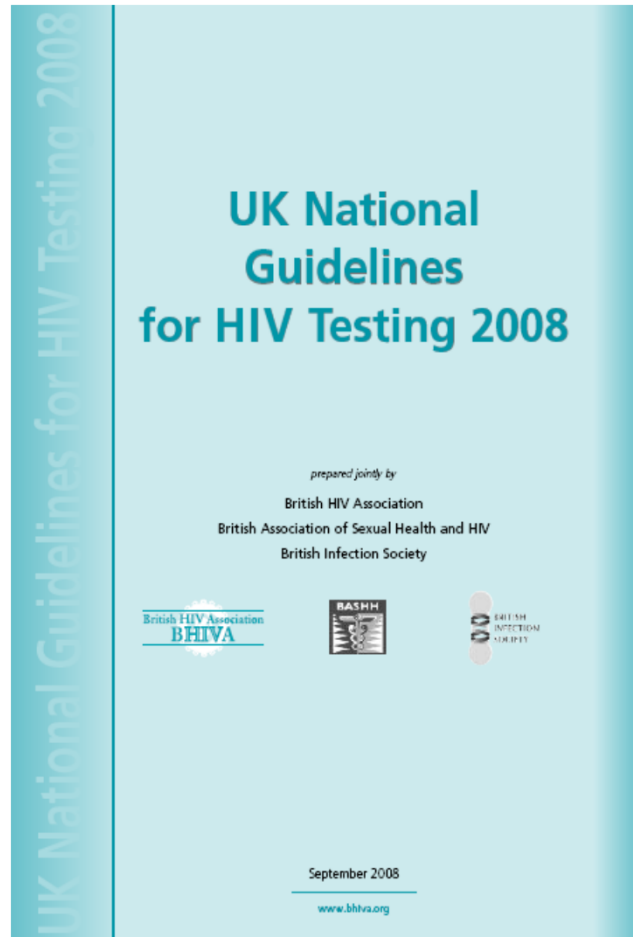 UK National Guidelines for HIV Testing 2008
UK National
Guidelines
for HIV Testing 2008
prepared jointly by
British HIV Association
British Association of Sexual Health and HIV
British Infection Society
British HIV Association
BHIVA
BASHH
BRITISH
INFECTION
SOCIETY
September 2008
www.bhiva.org